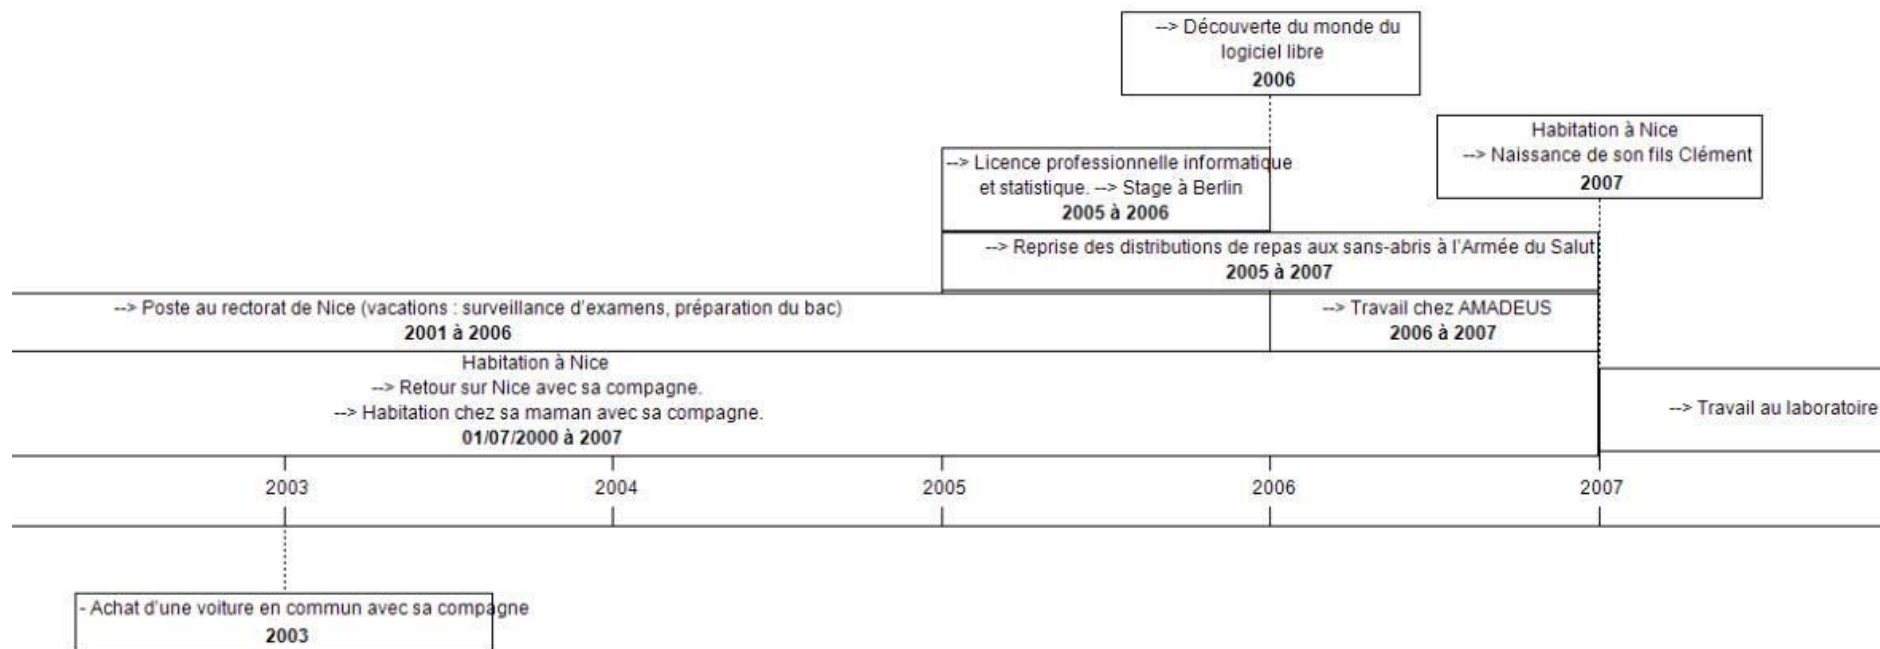 --> Découverte du monde du
logiciel libre
2006
Habitation à Nice
--> Naissance de son fils Clément
2007
--> Licence professionnelle informatique
et statistique. --> Stage à Berlin
2005 à 2006
--> Reprise des distributions de repas aux sans-abris à l'Armée du Salut
2005 à 2007
--> Poste au rectorat de Nice (vacations : surveillance d'examens, préparation du bac)
2001 à 2006
--> Travail chez AMADEUS
2006 à 2007
Habitation à Nice
--> Retour sur Nice avec sa compagne.
--> Habitation chez sa maman avec sa compagne.
01/07/2000 à 2007
--> Travail au laboratoire
2003 2004 2005 2006 2007
- Achat d'une voiture en commun avec sa compagne
2003